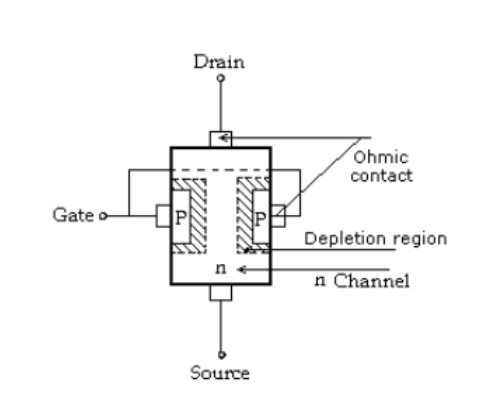 Drain
Ohmic
contact
Gate
P
P
Depletion region
n
n Channel
Source